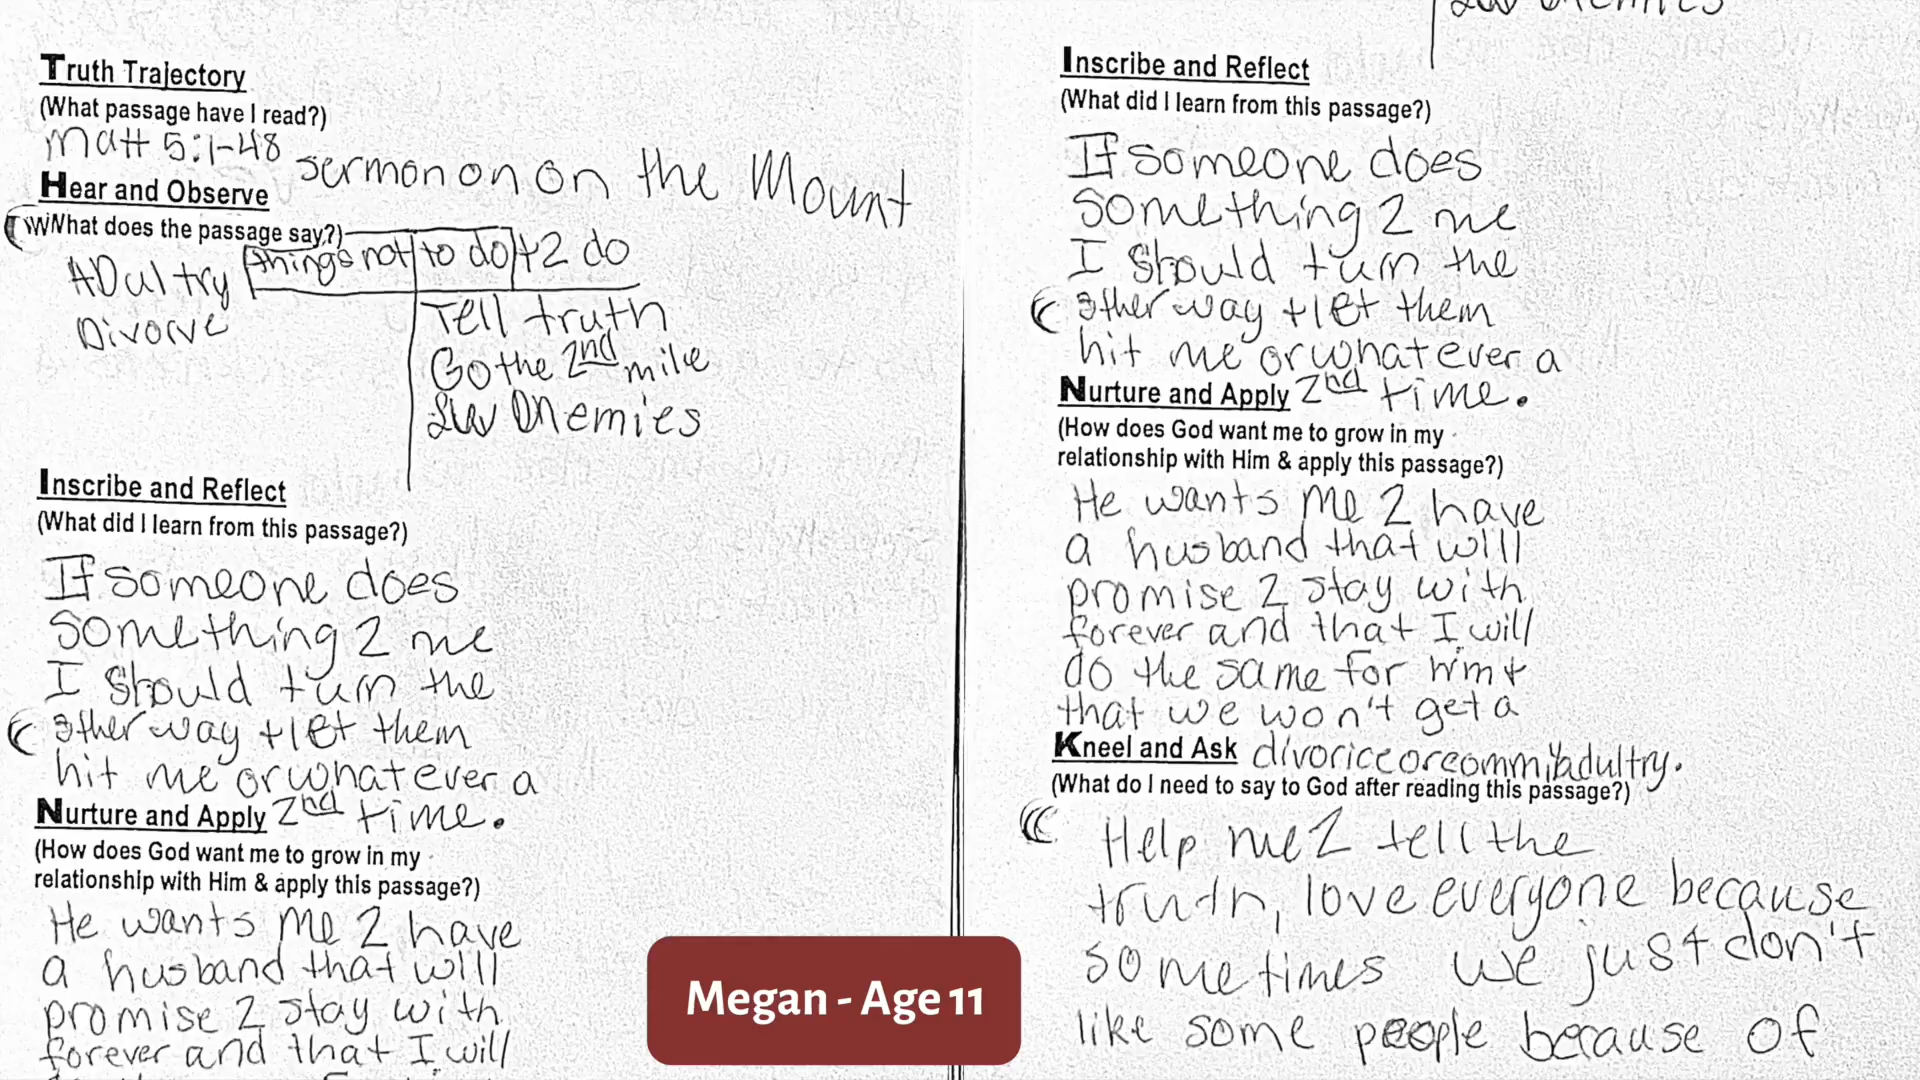 Truth Trajectory
(What passage have I read?)
Matt 5:1-48
sermon on on the Mount
Hear and Observe
(What does the passage say?)
things not to do + 2 do
ADultry
Divorve
Tell truth
Go the 2nd mile
Luv Enemies
Inscribe and Reflect
(What did I learn from this passage?)
If someone does
something 2 me
I should turn the
other way + let them
hit me or whatever a
2nd time.
Nurture and Apply
(How does God want me to grow in my
relationship with Him & apply this passage?)
He wants me 2 have
a husband that will
promise 2 stay with
forever and that I will
Luv Enemies
Inscribe and Reflect
(What did I learn from this passage?)
If someone does
something 2 me
I should turn the
other way + let them
hit me or whatever a
2nd time.
Nurture and Apply
(How does God want me to grow in my
relationship with Him & apply this passage?)
He wants me 2 have
a husband that will
promise 2 stay with
forever and that I will
do the same for him +
that we won't get a
divorice or commit adultry.
Kneel and Ask
(What do I need to say to God after reading this passage?)
Help me 2 tell the
truth, love everyone because
sometimes we just don't
like some people because of
Megan - Age 11